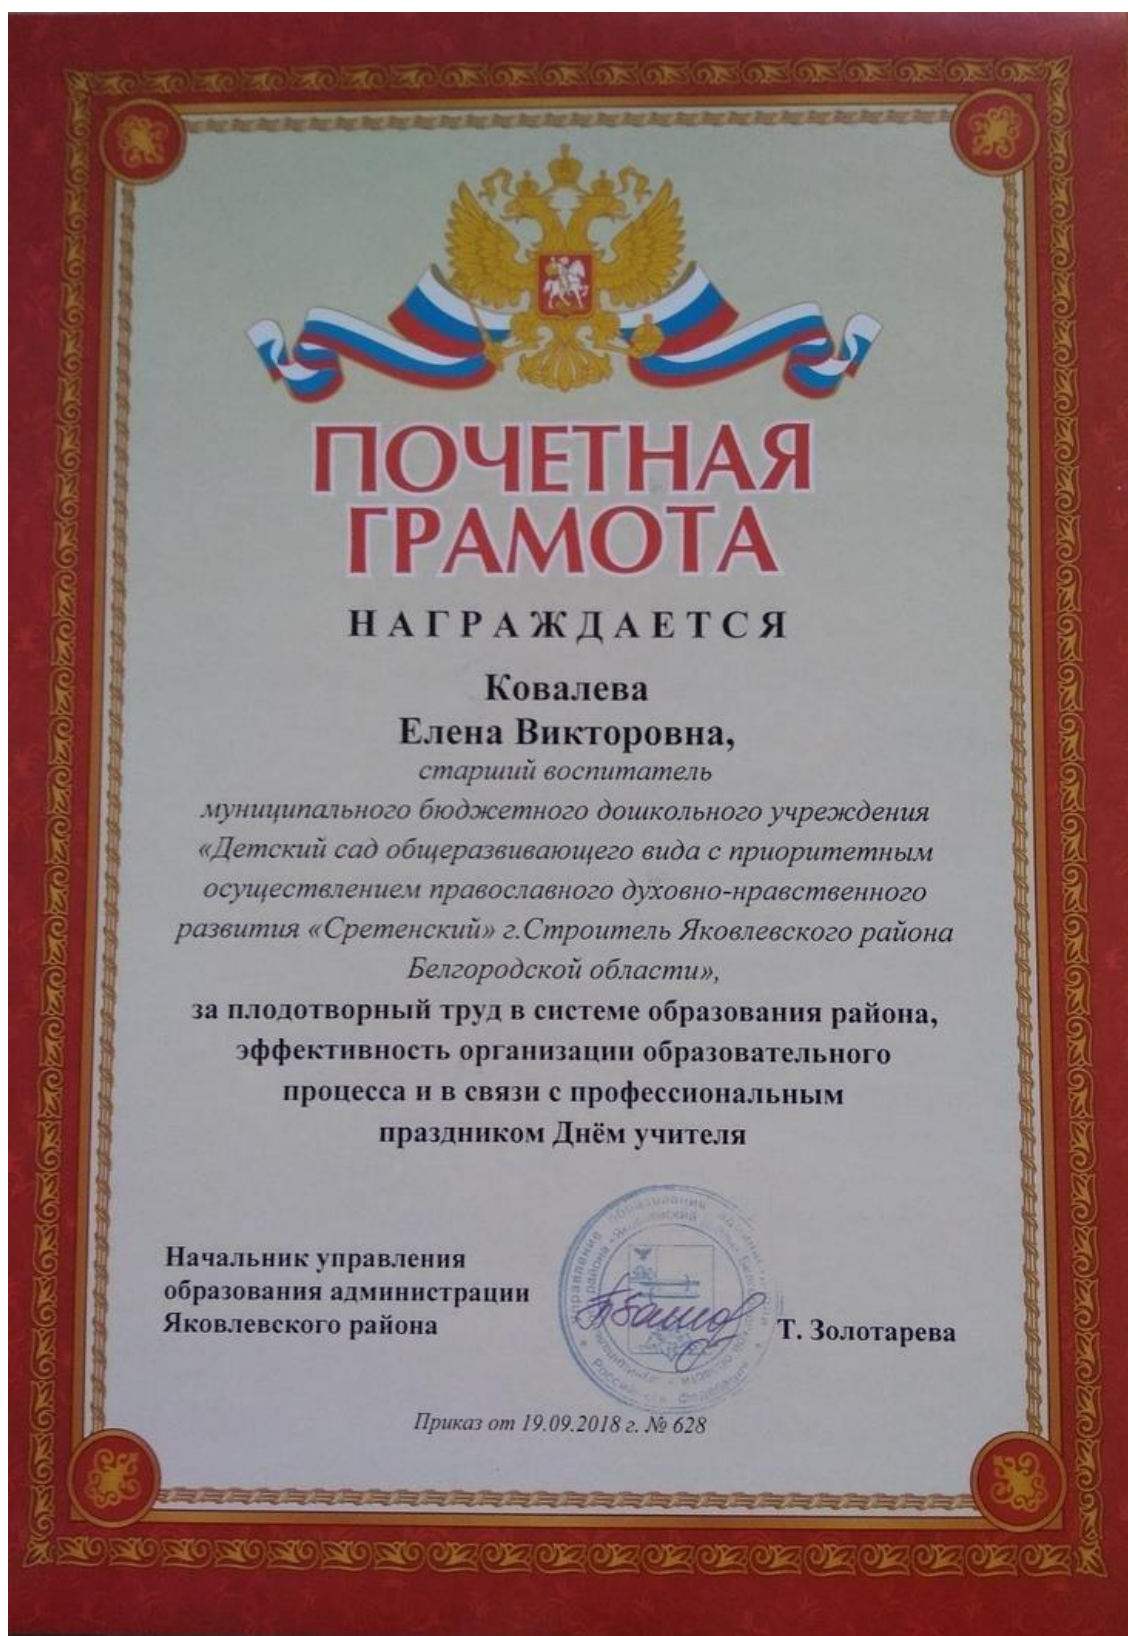 ПОЧЕТНАЯ
ГРАМОТА
НАГРАЖДАЕТСЯ
Ковалева
Елена Викторовна,
старший воспитатель
муниципального бюджетного дошкольного учреждения
«Детский сад общеразвивающего вида с приоритетным
осуществлением православного духовно-нравственного
развития «Сретенский» г.Строитель Яковлевского района
Белгородской области»,
за плодотворный труд в системе образования района,
эффективность организации образовательного
процесса и в связи с профессиональным
праздником Днём учителя
Начальник управления
образования администрации
Яковлевского района
Т. Золотарева
Приказ от 19.09.2018 г. № 628